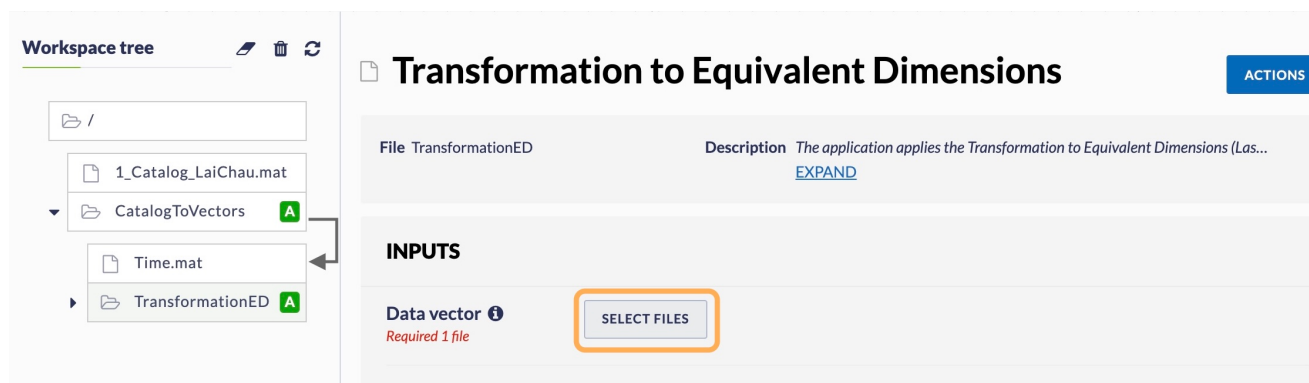 Workspace tree
/
1_Catalog_LaiChau.mat
CatalogToVectors A
Time.mat
TransformationED A
Transformation to Equivalent Dimensions
ACTIONS
File TransformationED
Description The application applies the Transformation to Equivalent Dimensions (Las...
EXPAND
INPUTS
Data vector
Required 1 file
SELECT FILES